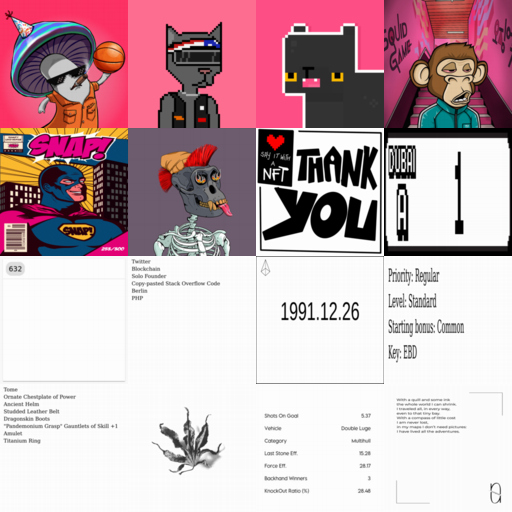 SQUID
GAME
SNAP!
SNAP!
268/500
SAY IT WITH
A
NFT
THANK
YOU
DUBAI
A
1
632
Twitter
Blockchain
Solo Founder
Copy-pasted Stack Overflow Code
Berlin
PHP
1991.12.26
Priority: Regular
Level: Standard
Starting bonus: Common
Key: EBD
Tome
Ornate Chestplate of Power
Ancient Helm
Studded Leather Belt
Dragonskin Boots
"Pandemonium Grasp" Gauntlets of Skill +1
Amulet
Titanium Ring
Shots On Goal 5.37
Vehicle Double Luge
Category Multihull
Last Stone Eff. 15.28
Force Eff. 28.17
Backhand Winners 3
KnockOut Ratio (%) 28.48
With a quill and some ink
the whole world I can shrink.
I travelled all, in every way,
even to that tiny bay.
With a compass of little cost
I am never lost,
in my maps I don't need pictures.
I have lived all the adventures.